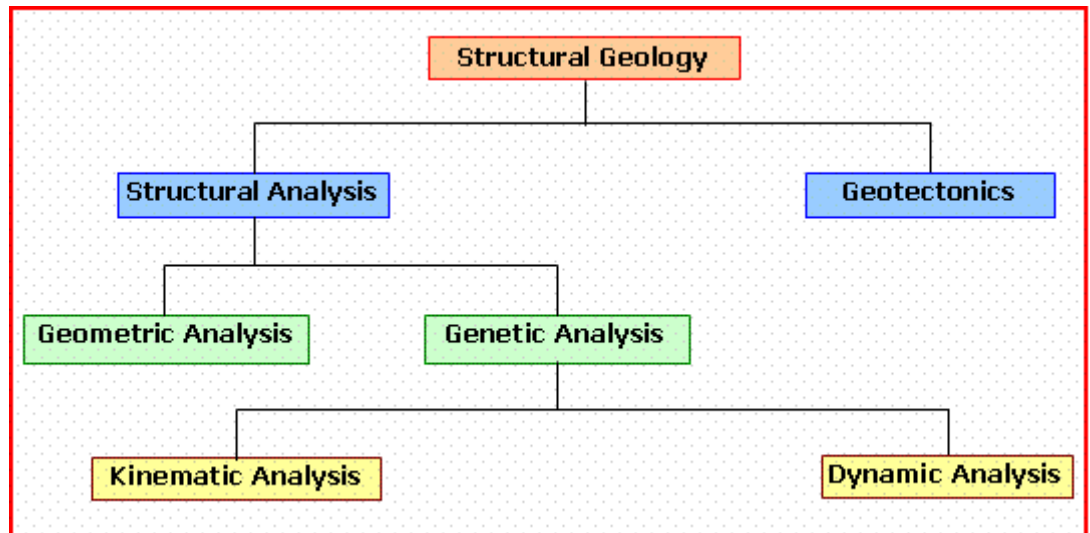 Structural Geology
Structural Analysis
Geotectonics
Geometric Analysis
Genetic Analysis
Kinematic Analysis
Dynamic Analysis